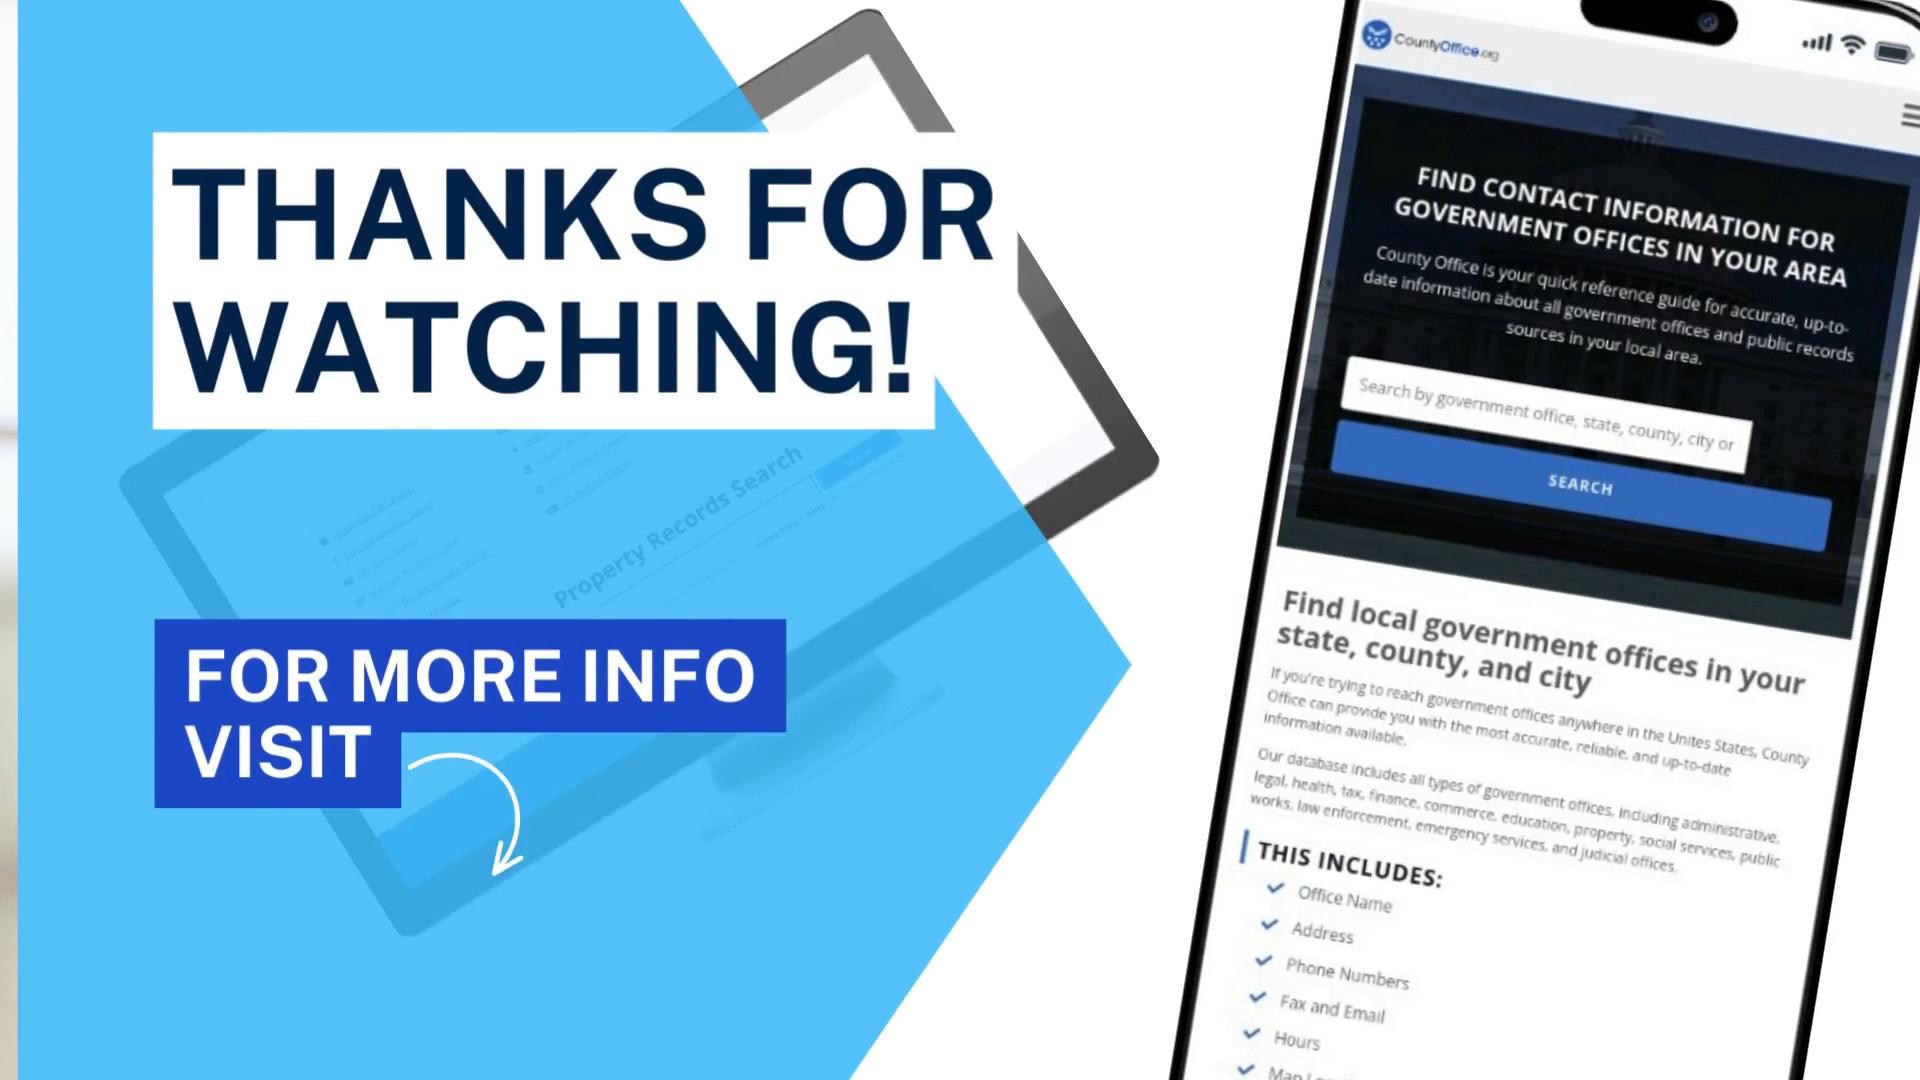 THANKS FOR
WATCHING!
Property Records Search
FOR MORE INFO
VISIT
CountyOffice.org
FIND CONTACT INFORMATION FOR
GOVERNMENT OFFICES IN YOUR AREA
County Office is your quick reference guide for accurate, up-to-
date information about all government offices and public records
sources in your local area.
Search by government office, state, county, city or
SEARCH
Find local government offices in your
state, county, and city
If you're trying to reach government offices anywhere in the Unites States, County
Office can provide you with the most accurate, reliable, and up-to-date
information available.
Our database includes all types of government offices, including administrative,
legal, health, tax, finance, commerce, education, property, social services, public
works, law enforcement, emergency services, and judicial offices.
THIS INCLUDES:
Office Name
Address
Phone Numbers
Fax and Email
Hours
Map